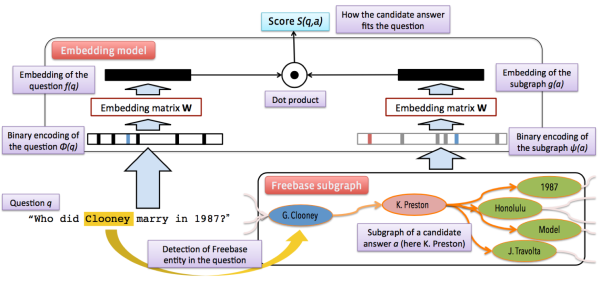 Score S(q,a)
How the candidate answer
fits the question
Embedding model
Embedding of the
question f(q)
Embedding of the
subgraph g(a)
Embedding matrix W
Dot product
Embedding matrix W
Binary encoding of
the question Φ(q)
Binary encoding of
the subgraph ψ(a)
Freebase subgraph
Question q
“Who did Clooney marry in 1987?”
G. Clooney
K. Preston
1987
Honolulu
Model
J. Travolta
Detection of Freebase
entity in the question
Subgraph of a candidate
answer a (here K. Preston)